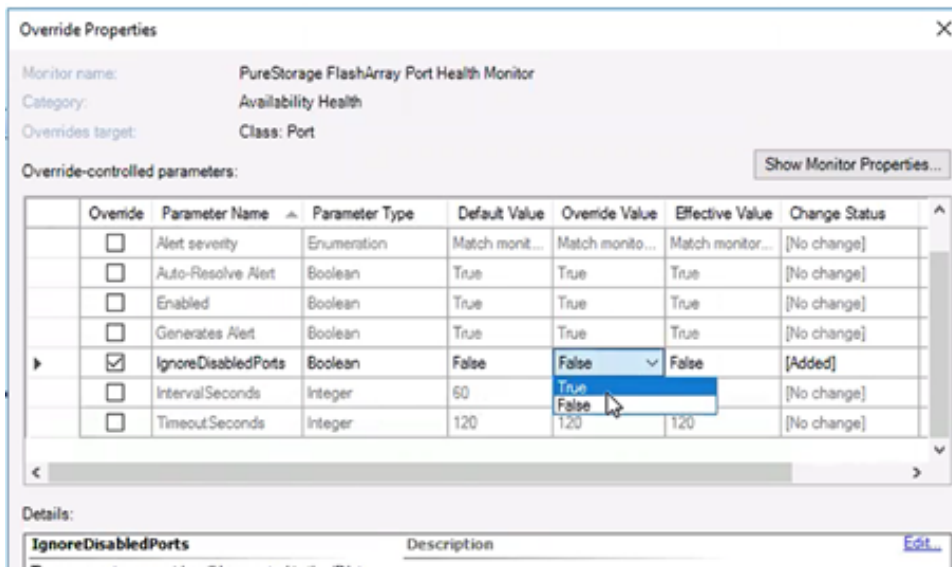 Override Properties
Monitor name: PureStorage FlashArray Port Health Monitor
Category: Availability Health
Overrides target: Class: Port
Override-controlled parameters: Show Monitor Properties...
Override Parameter Name Parameter Type Default Value Override Value Effective Value Change Status
Alert severity Enumeration Match monit... Match monito... Match monitor... [No change]
Auto-Resolve Alert Boolean True True True [No change]
Enabled Boolean True True True [No change]
Generates Alert Boolean True True True [No change]
IgnoreDisabledPorts Boolean False False False [Added]
IntervalSeconds Integer 60 True [No change]
False
TimeoutSeconds Integer 120 120 120 [No change]
Details:
IgnoreDisabledPorts Description Edit...